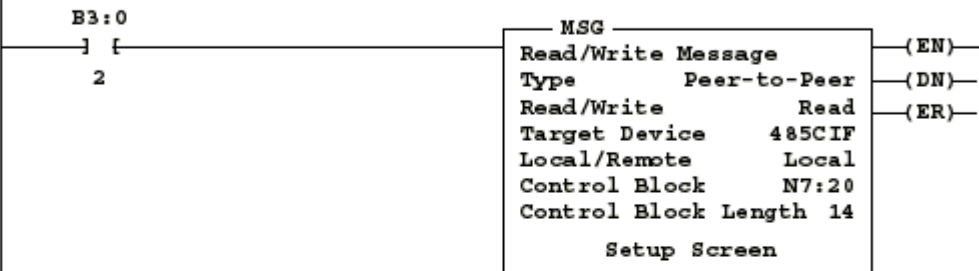 B3:0
] [
2
MSG
Read/Write Message
Type Peer-to-Peer
Read/Write Read
Target Device 485CIF
Local/Remote Local
Control Block N7:20
Control Block Length 14
Setup Screen
(EN)
(DN)
(ER)